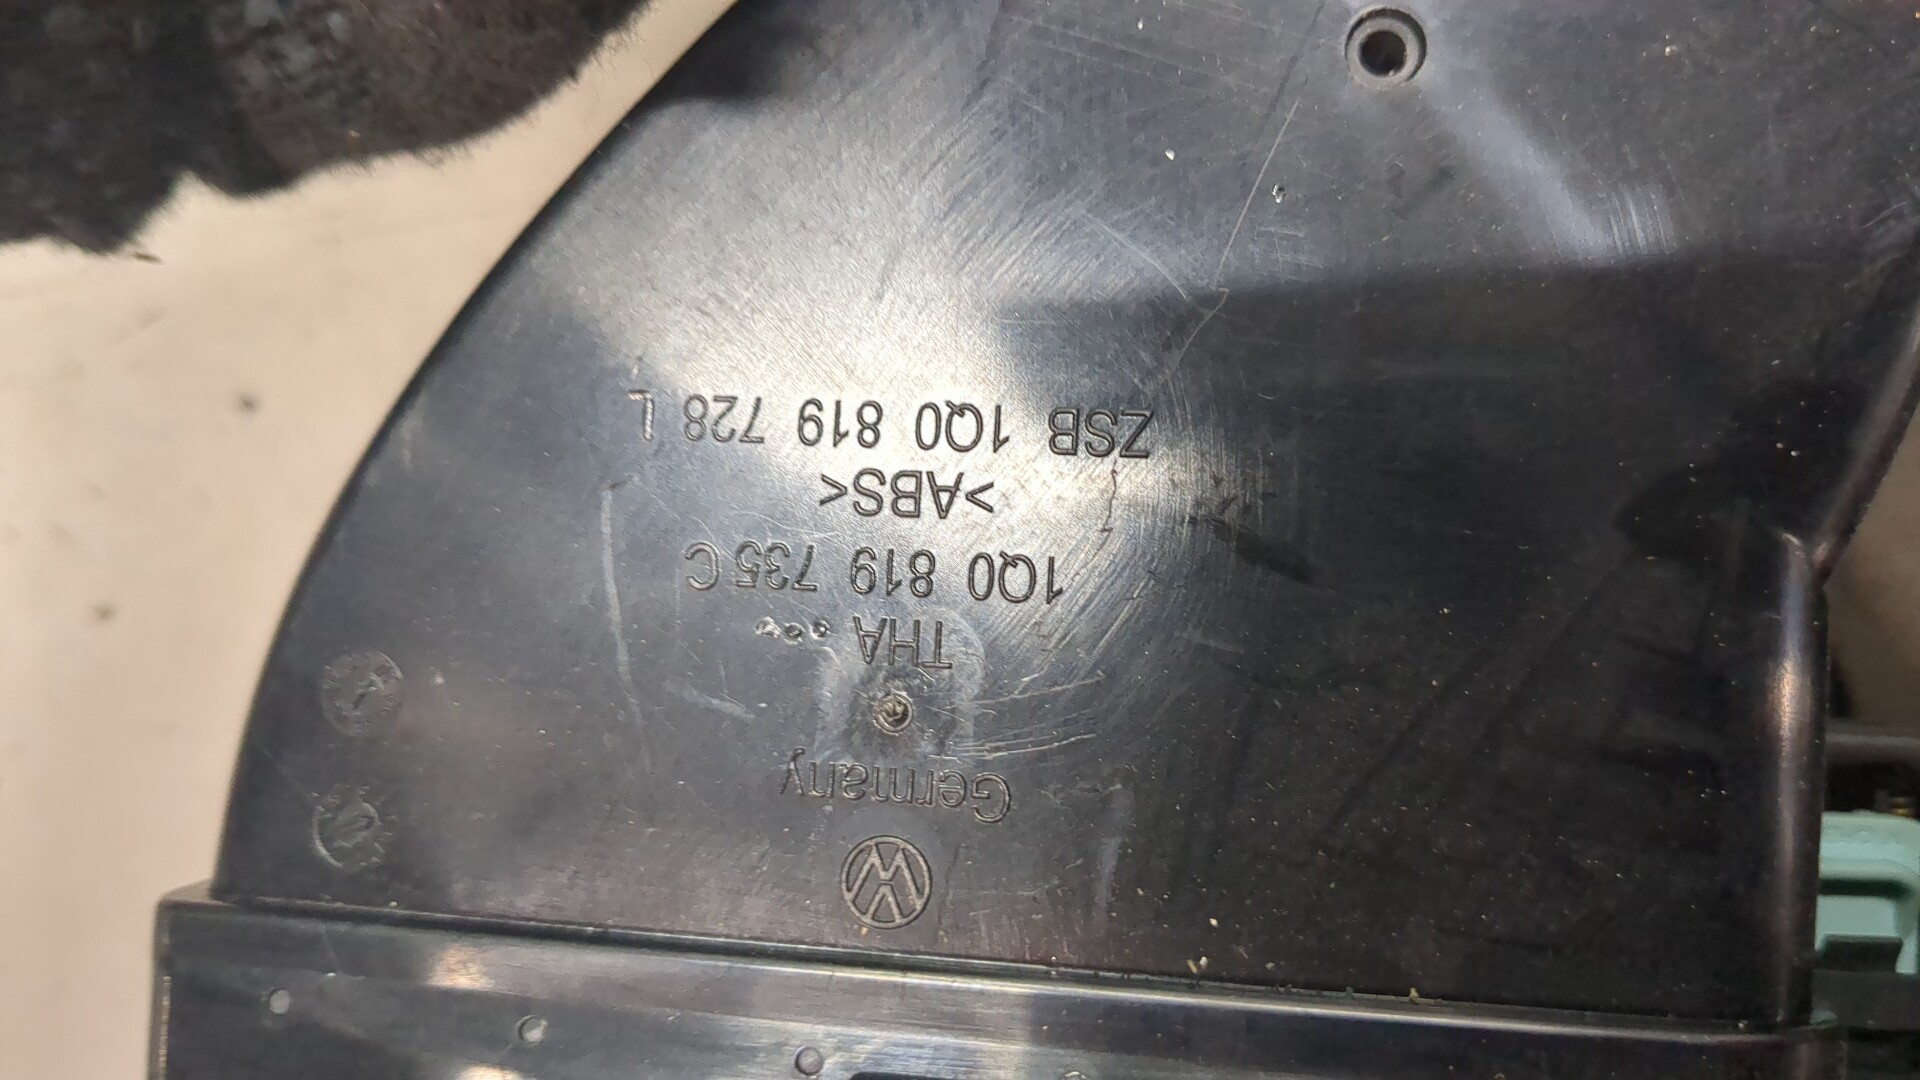 Germany
THA
1Q0 819 735 C
>ABS<
ZSB 1Q0 819 728 L